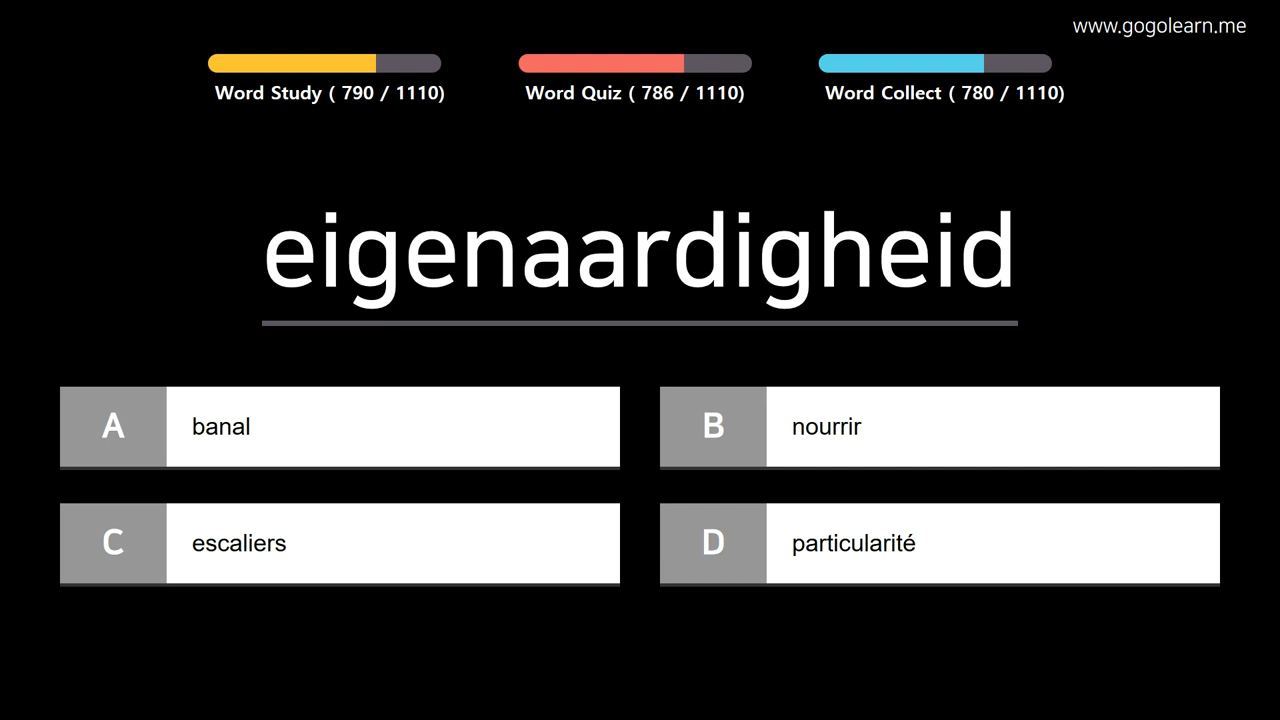 www.gogolearn.me
Word Study ( 790 / 1110)
Word Quiz ( 786 / 1110)
Word Collect ( 780 / 1110)
eigenaardigheid
A banal
B nourrir
C escaliers
D particularité